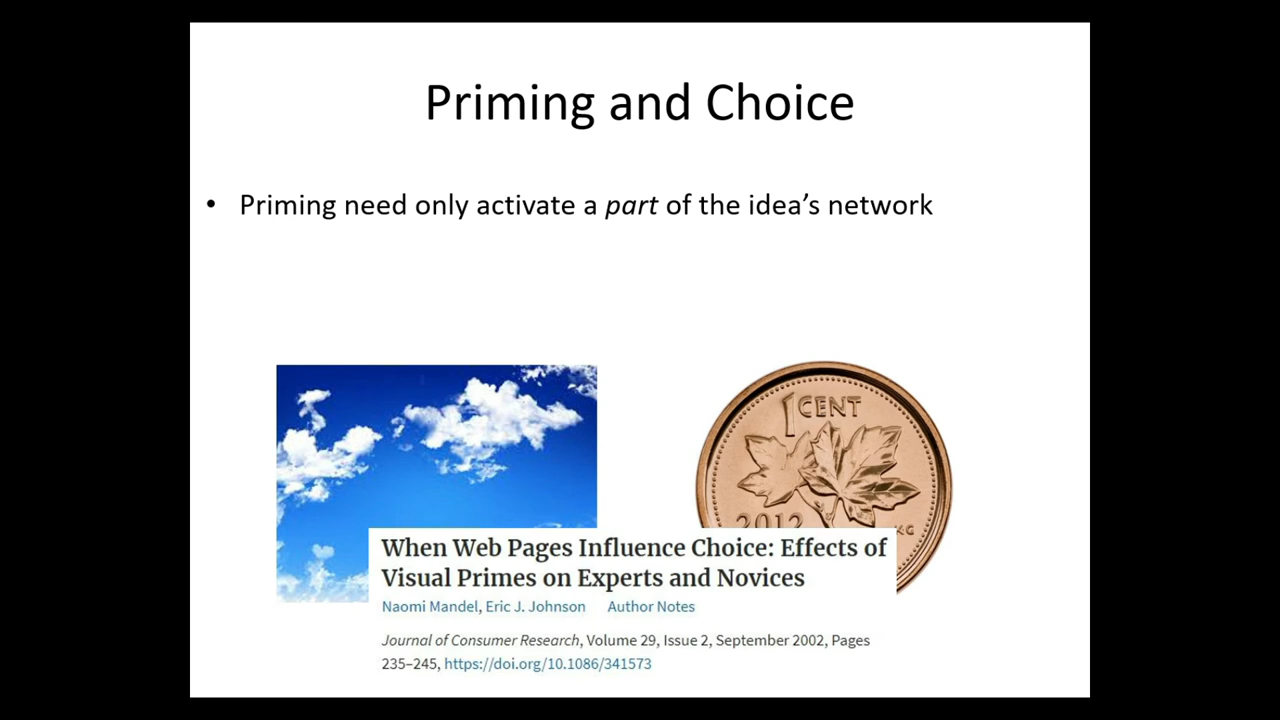 Priming and Choice
• Priming need only activate a part of the idea’s network
1 CENT
2012
KG
When Web Pages Influence Choice: Effects of
Visual Primes on Experts and Novices
Naomi Mandel, Eric J. Johnson Author Notes
Journal of Consumer Research, Volume 29, Issue 2, September 2002, Pages
235–245, https://doi.org/10.1086/341573